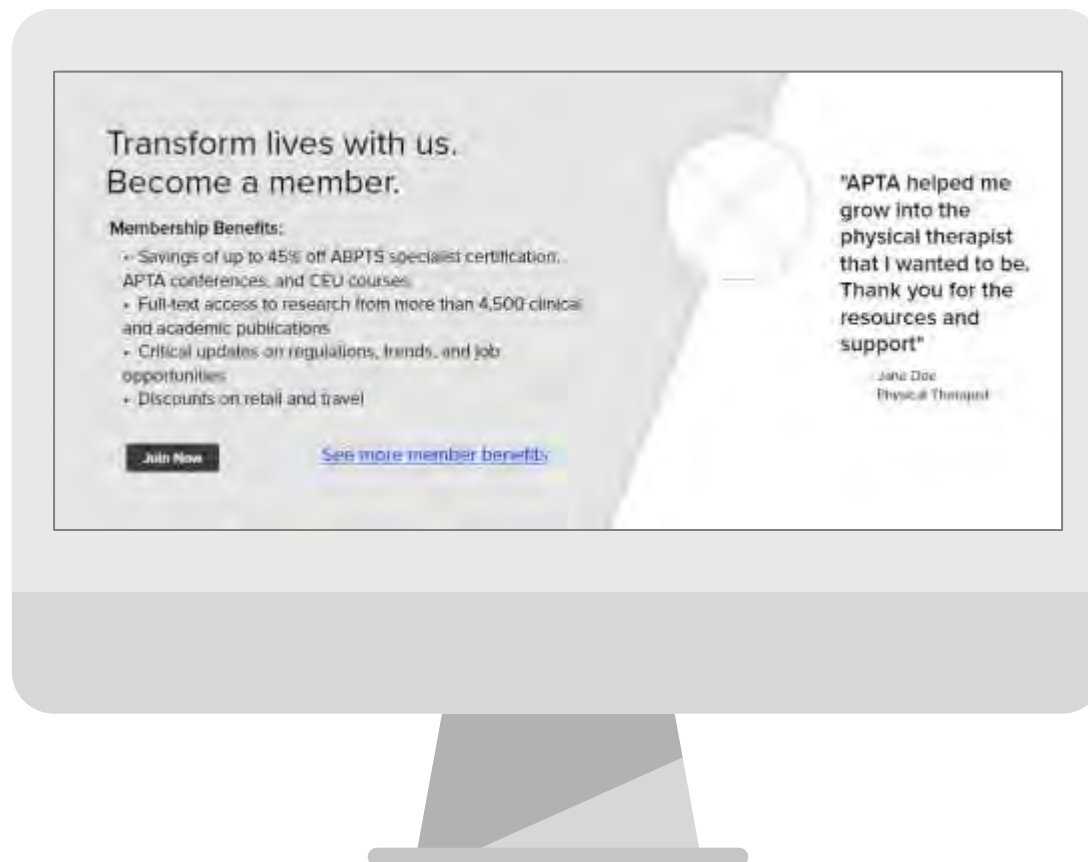 Transform lives with us.
Become a member.
Membership Benefits:
• Savings of up to 45% off ABPTS specialist certification,
APTA conferences, and CEU courses
• Full-text access to research from more than 4,500 clinical
and academic publications
• Critical updates on regulations, trends, and job
opportunities
• Discounts on retail and travel
Join Now
See more member benefits
"APTA helped me
grow into the
physical therapist
that I wanted to be.
Thank you for the
resources and
support"
Jane Doe
Physical Therapist